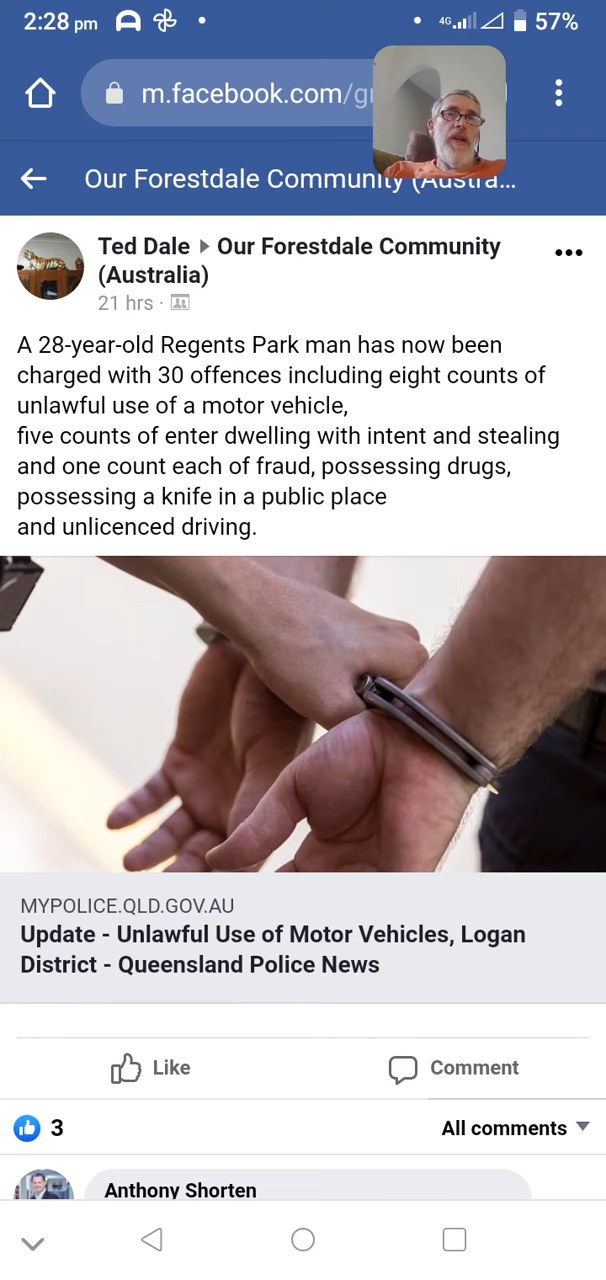 2:28 pm 4G 57%
m.facebook.com/g
Our Forestdale Community (Austra...
Ted Dale ▸ Our Forestdale Community
(Australia)
21 hrs ·
A 28-year-old Regents Park man has now been
charged with 30 offences including eight counts of
unlawful use of a motor vehicle,
five counts of enter dwelling with intent and stealing
and one count each of fraud, possessing drugs,
possessing a knife in a public place
and unlicenced driving.
MYPOLICE.QLD.GOV.AU
Update - Unlawful Use of Motor Vehicles, Logan
District - Queensland Police News
Like Comment
3 All comments
Anthony Shorten